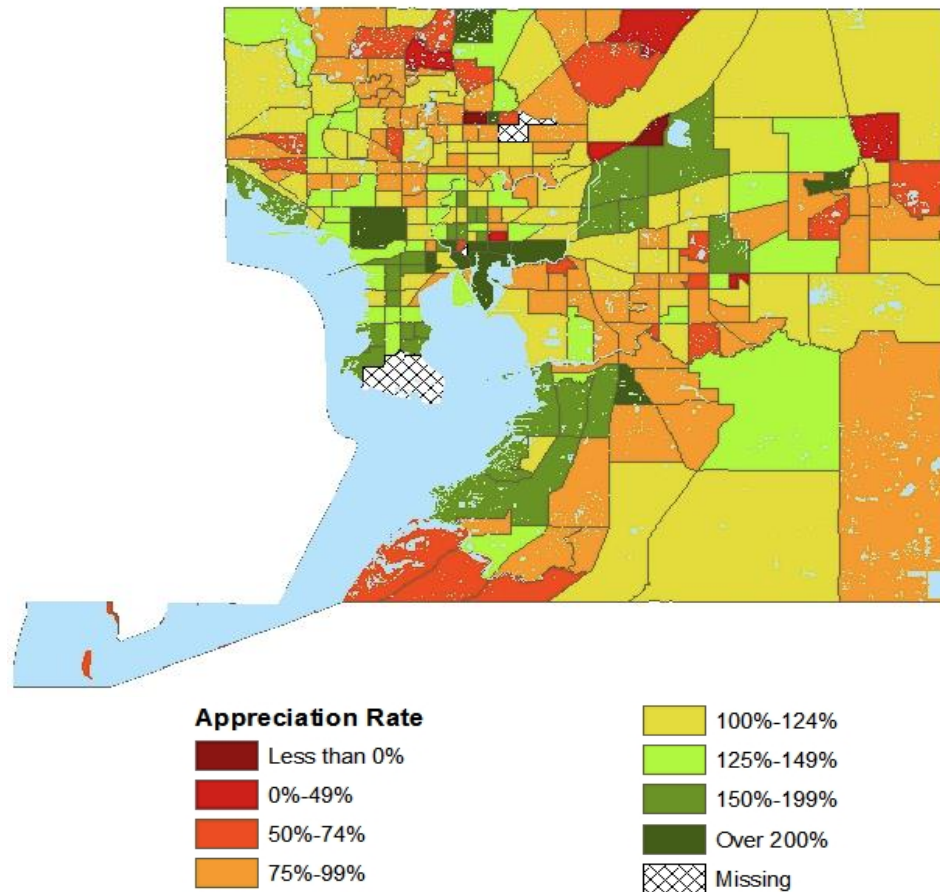 Appreciation Rate
Less than 0%
0%-49%
50%-74%
75%-99%
100%-124%
125%-149%
150%-199%
Over 200%
Missing